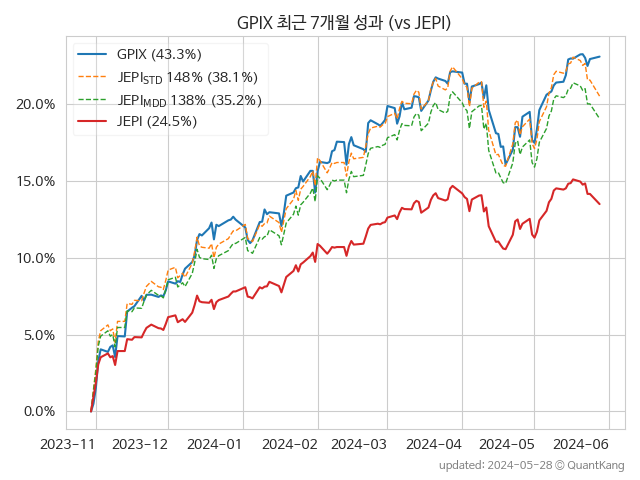 GPIX 최근 7개월 성과 (vs JEPI)
GPIX (43.3%)
JEPI_STD 148% (38.1%)
JEPI_MDD 138% (35.2%)
JEPI (24.5%)
20.0%
15.0%
10.0%
5.0%
0.0%
2023-11 2023-12 2024-01 2024-02 2024-03 2024-04 2024-05 2024-06
updated: 2024-05-28 © QuantKang